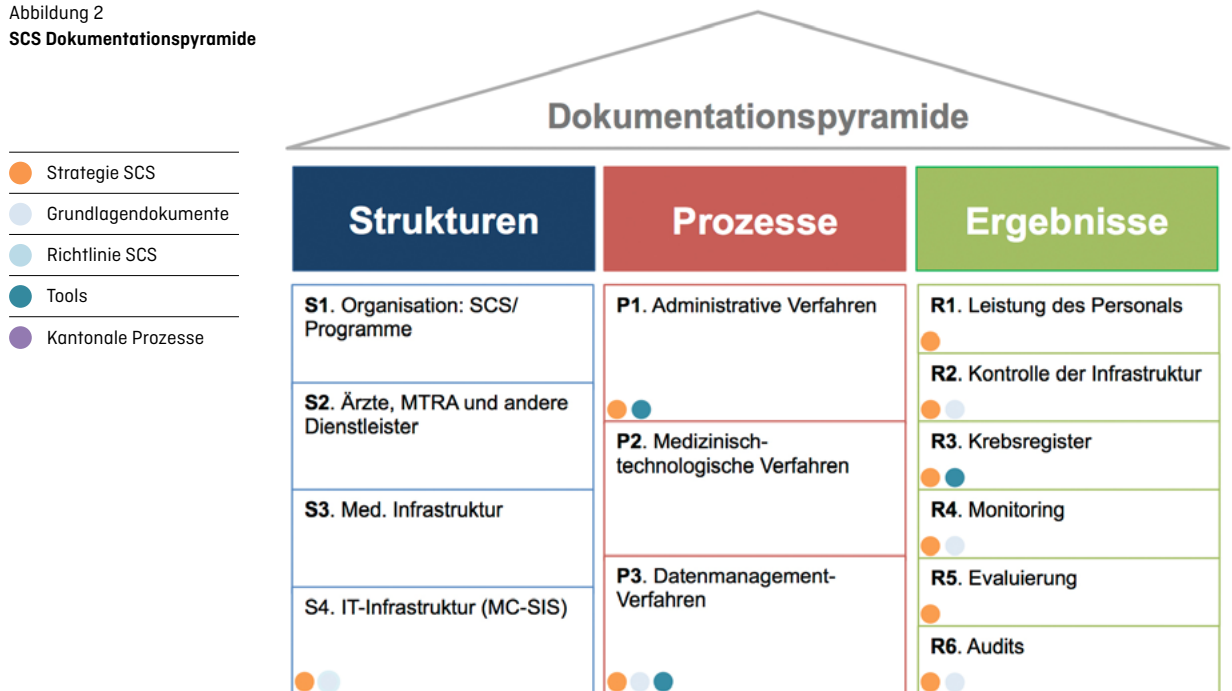 Abbildung 2
SCS Dokumentationspyramide
Strategie SCS
Grundlagendokumente
Richtlinie SCS
Tools
Kantonale Prozesse
Dokumentationspyramide
Strukturen
Prozesse
Ergebnisse
S1. Organisation: SCS/
Programme
S2. Ärzte, MTRA und andere
Dienstleister
S3. Med. Infrastruktur
S4. IT-Infrastruktur (MC-SIS)
P1. Administrative Verfahren
P2. Medizinisch-
technologische Verfahren
P3. Datenmanagement-
Verfahren
R1. Leistung des Personals
R2. Kontrolle der Infrastruktur
R3. Krebsregister
R4. Monitoring
R5. Evaluierung
R6. Audits